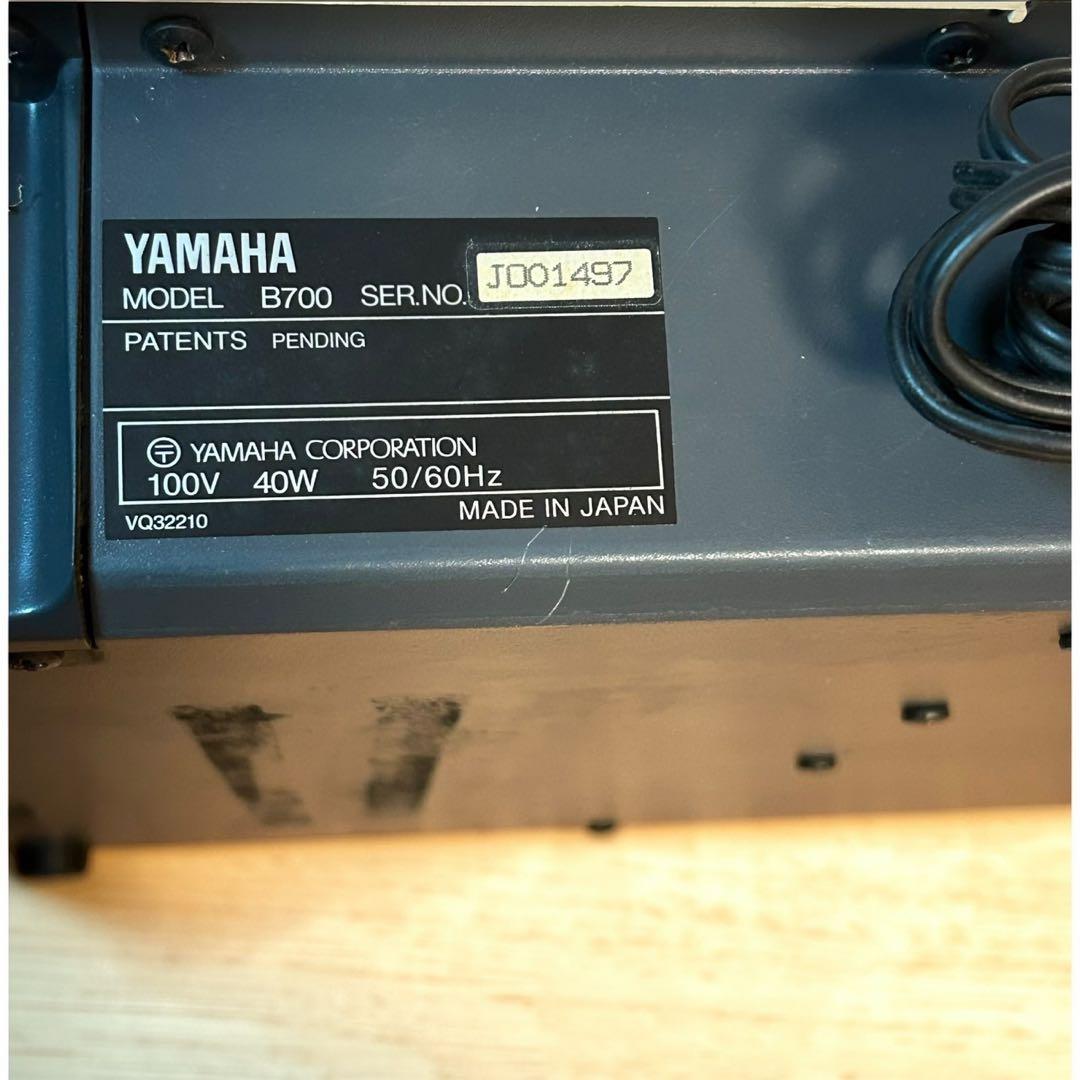 YAMAHA
MODEL B700 SER.NO. JD01497
PATENTS PENDING
〒 YAMAHA CORPORATION
100V 40W 50/60Hz
MADE IN JAPAN
VQ32210